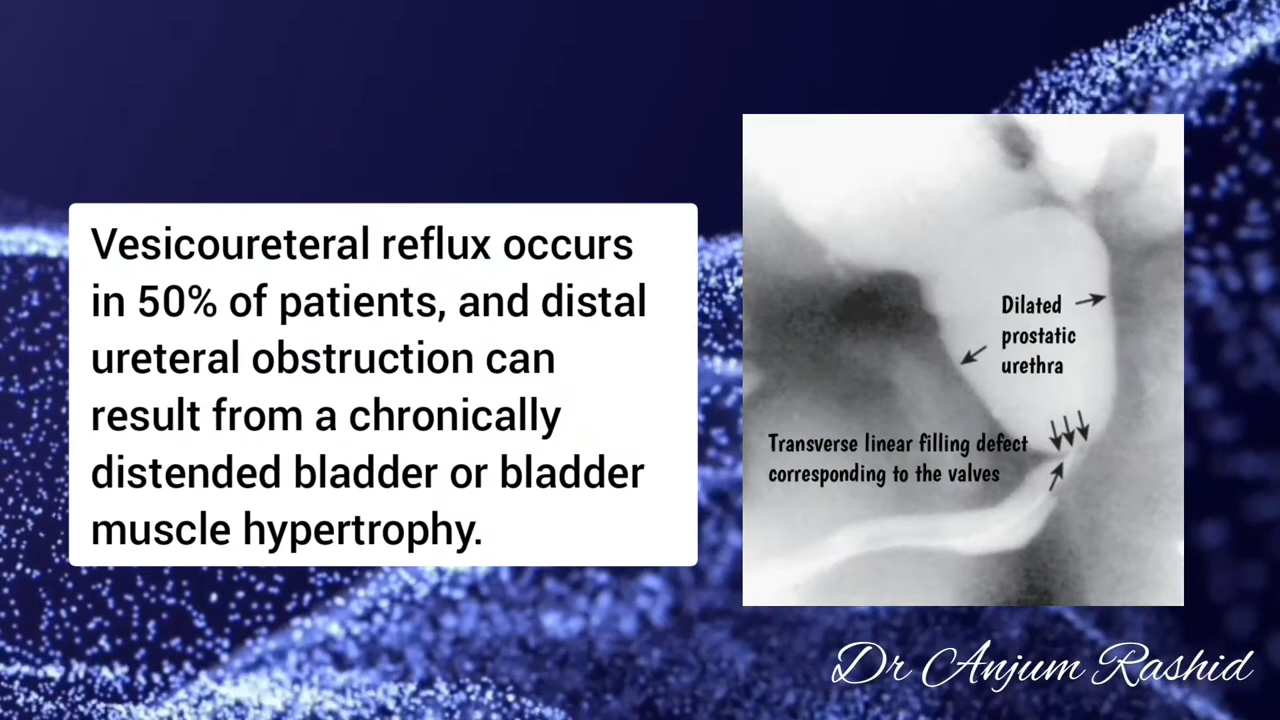 Vesicoureteral reflux occurs
in 50% of patients, and distal
ureteral obstruction can
result from a chronically
distended bladder or bladder
muscle hypertrophy.
Dilated
prostatic
urethra
Transverse linear filling defect
corresponding to the valves
Dr Anjum Rashid